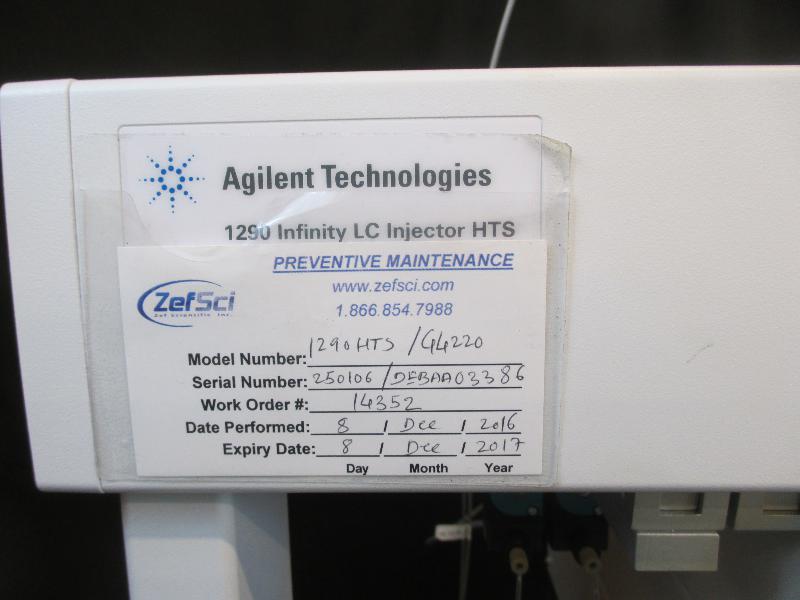 Agilent Technologies
1290 Infinity LC Injector HTS
PREVENTIVE MAINTENANCE
ZefSci
Zef Scientific Inc.
www.zefsci.com
1.866.854.7988
Model Number: 1290HTS/G4220
Serial Number: 250106/DEBAA03386
Work Order #: 14352
Date Performed: 8 / Dec / 2016
Expiry Date: 8 / Dec / 2017
Day Month Year